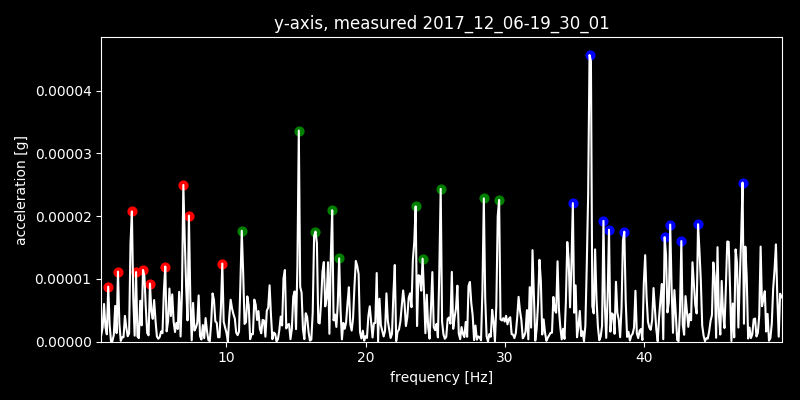 y-axis, measured 2017_12_06-19_30_01
acceleration [g]
0.00004
0.00003
0.00002
0.00001
0.00000
10 20 30 40
frequency [Hz]